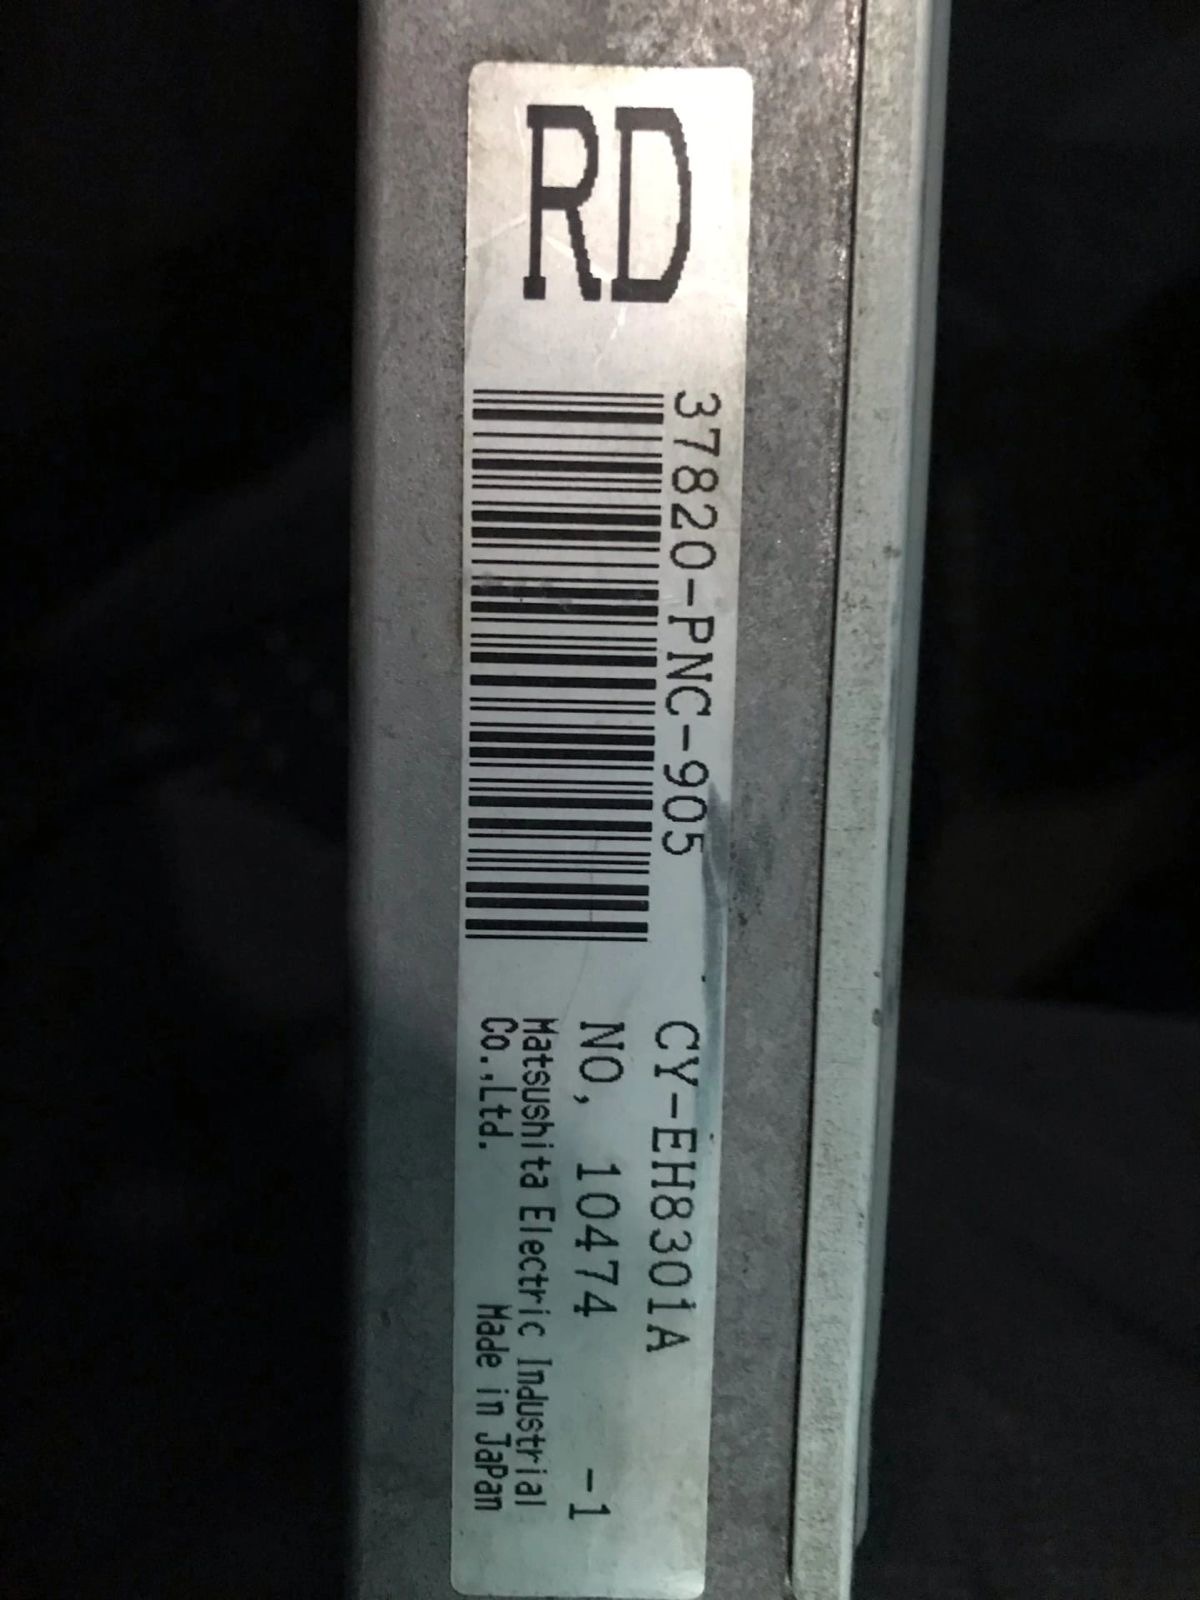 RD
37820-PNC-905
CY-EH8301A
NO, 10474 -1
Matsushita Electric Industrial
Co.,Ltd. Made in JaPan